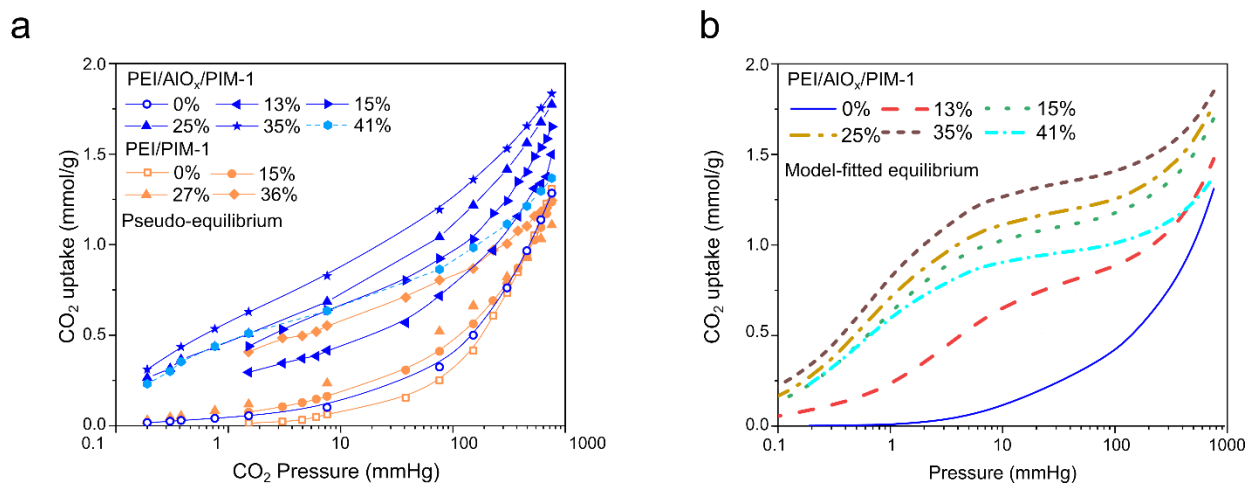 a
PEI/AlOx/PIM-1
0% 13% 15%
25% 35% 41%
PEI/PIM-1
0% 15%
27% 36%
Pseudo-equilibrium
2.0
1.5
1.0
0.5
0.0
0.1 1 10 100 1000
CO2 Pressure (mmHg)
CO2 uptake (mmol/g)
b
PEI/AlOx/PIM-1
0% 13% 15%
25% 35% 41%
Model-fitted equilibrium
2.0
1.5
1.0
0.5
0.0
0.1 1 10 100 1000
Pressure (mmHg)
CO2 uptake (mmol/g)